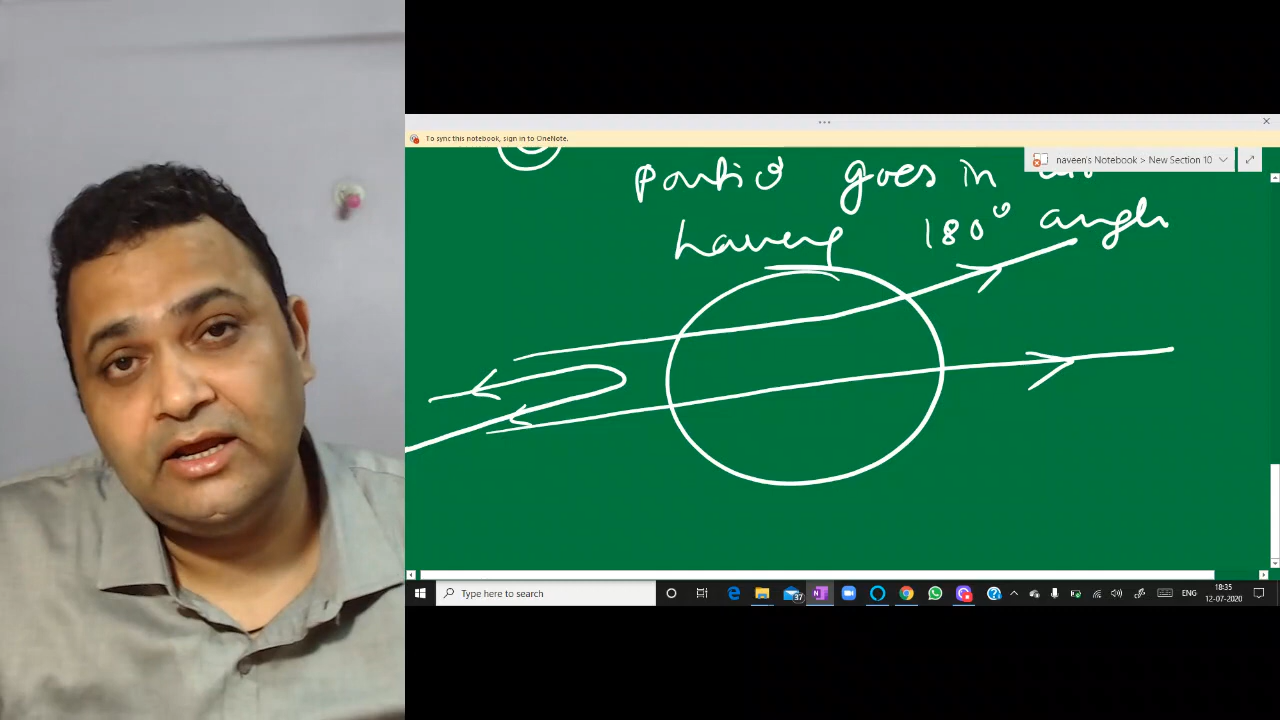 To sync this notebook, sign in to OneNote.
naveen's Notebook > New Section 10
goes in
having 180° angle
Type here to search
37
ENG
18:35
12-07-2020